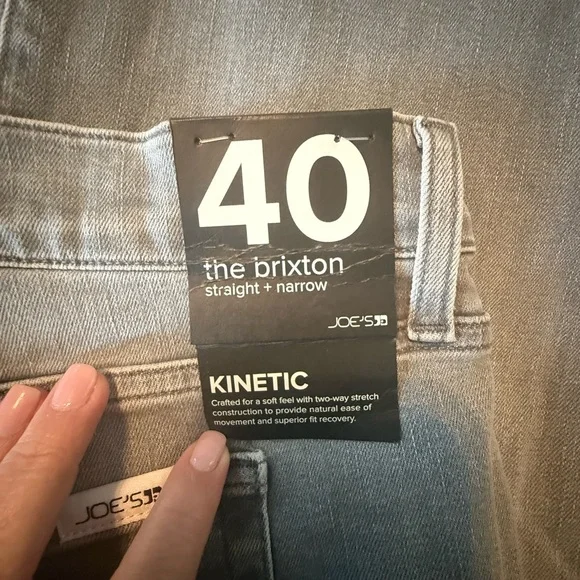 40
the brixton
straight + narrow
JOE'S
KINETIC
Crafted for a soft feel with two-way stretch
construction to provide natural ease of
movement and superior fit recovery.
JOE'S